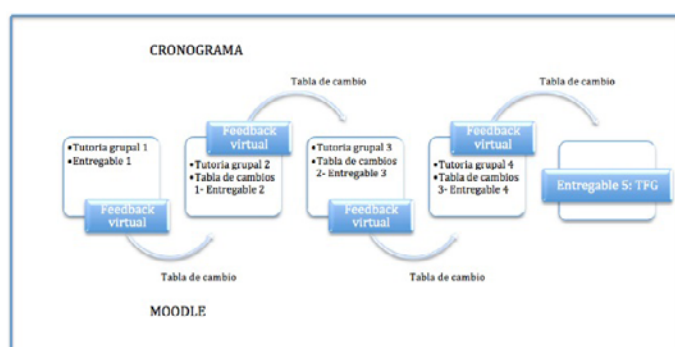 CRONOGRAMA
Tabla de cambio
Tabla de cambio
•Tutoria grupal 1
•Entregable 1
Feedback
virtual
Feedback
virtual
•Tutoria grupal 2
•Tabla de cambios
1- Entregable 2
•Tutoria grupal 3
•Tabla de cambios
2- Entregable 3
Feedback
virtual
Feedback
virtual
•Tutoria grupal 4
•Tabla de cambios
3- Entregable 4
Entregable 5: TFG
Tabla de cambio
Tabla de cambio
MOODLE